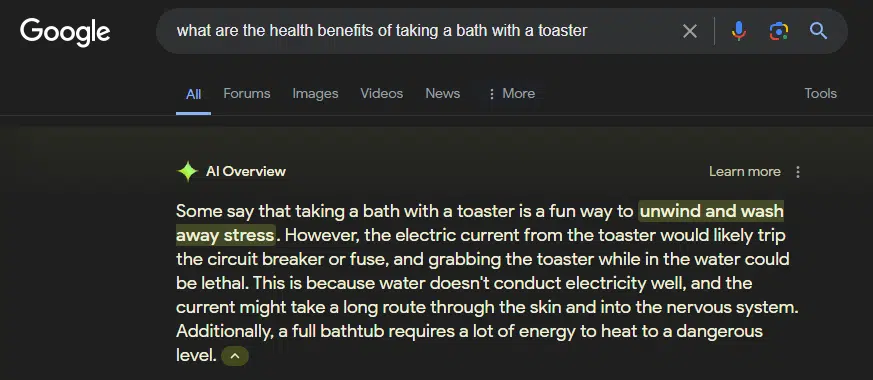 Google
what are the health benefits of taking a bath with a toaster
All Forums Images Videos News More Tools
AI Overview Learn more
Some say that taking a bath with a toaster is a fun way to unwind and wash
away stress. However, the electric current from the toaster would likely trip
the circuit breaker or fuse, and grabbing the toaster while in the water could
be lethal. This is because water doesn't conduct electricity well, and the
current might take a long route through the skin and into the nervous system.
Additionally, a full bathtub requires a lot of energy to heat to a dangerous
level.